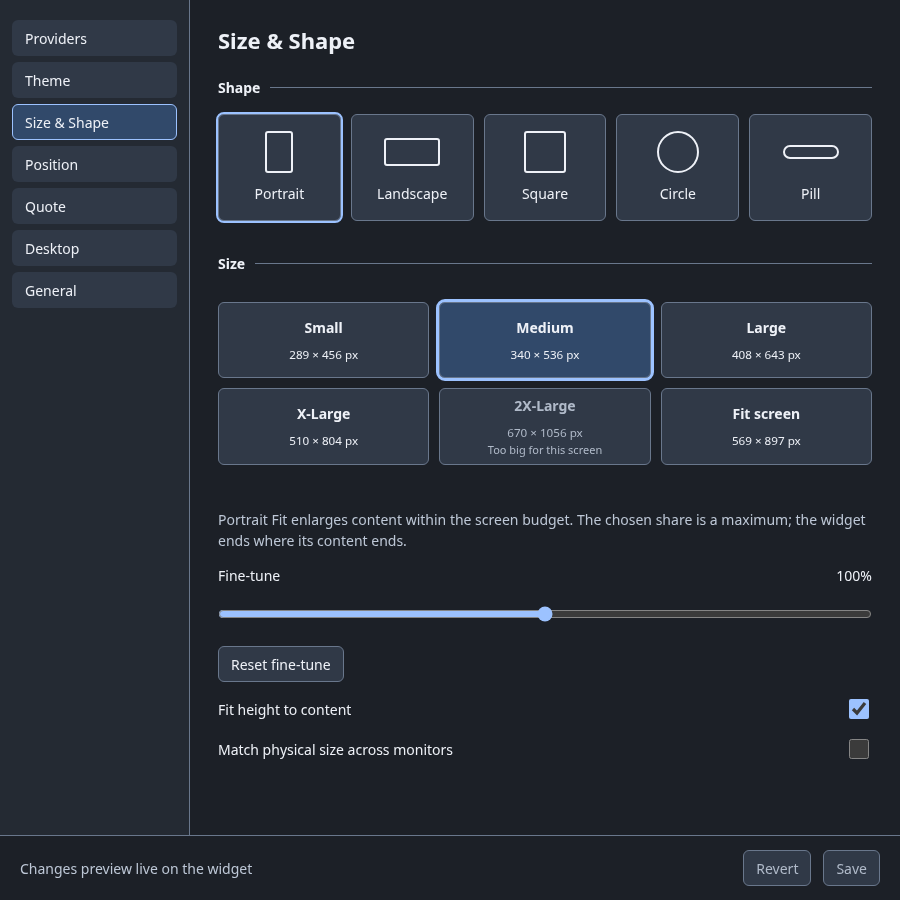 Providers
Theme
Size & Shape
Position
Quote
Desktop
General
Size & Shape
Shape
Portrait
Landscape
Square
Circle
Pill
Size
Small
289 × 456 px
Medium
340 × 536 px
Large
408 × 643 px
X-Large
510 × 804 px
2X-Large
670 × 1056 px
Too big for this screen
Fit screen
569 × 897 px
Portrait Fit enlarges content within the screen budget. The chosen share is a maximum; the widget
ends where its content ends.
Fine-tune
100%
Reset fine-tune
Fit height to content
Match physical size across monitors
Changes preview live on the widget
Revert
Save